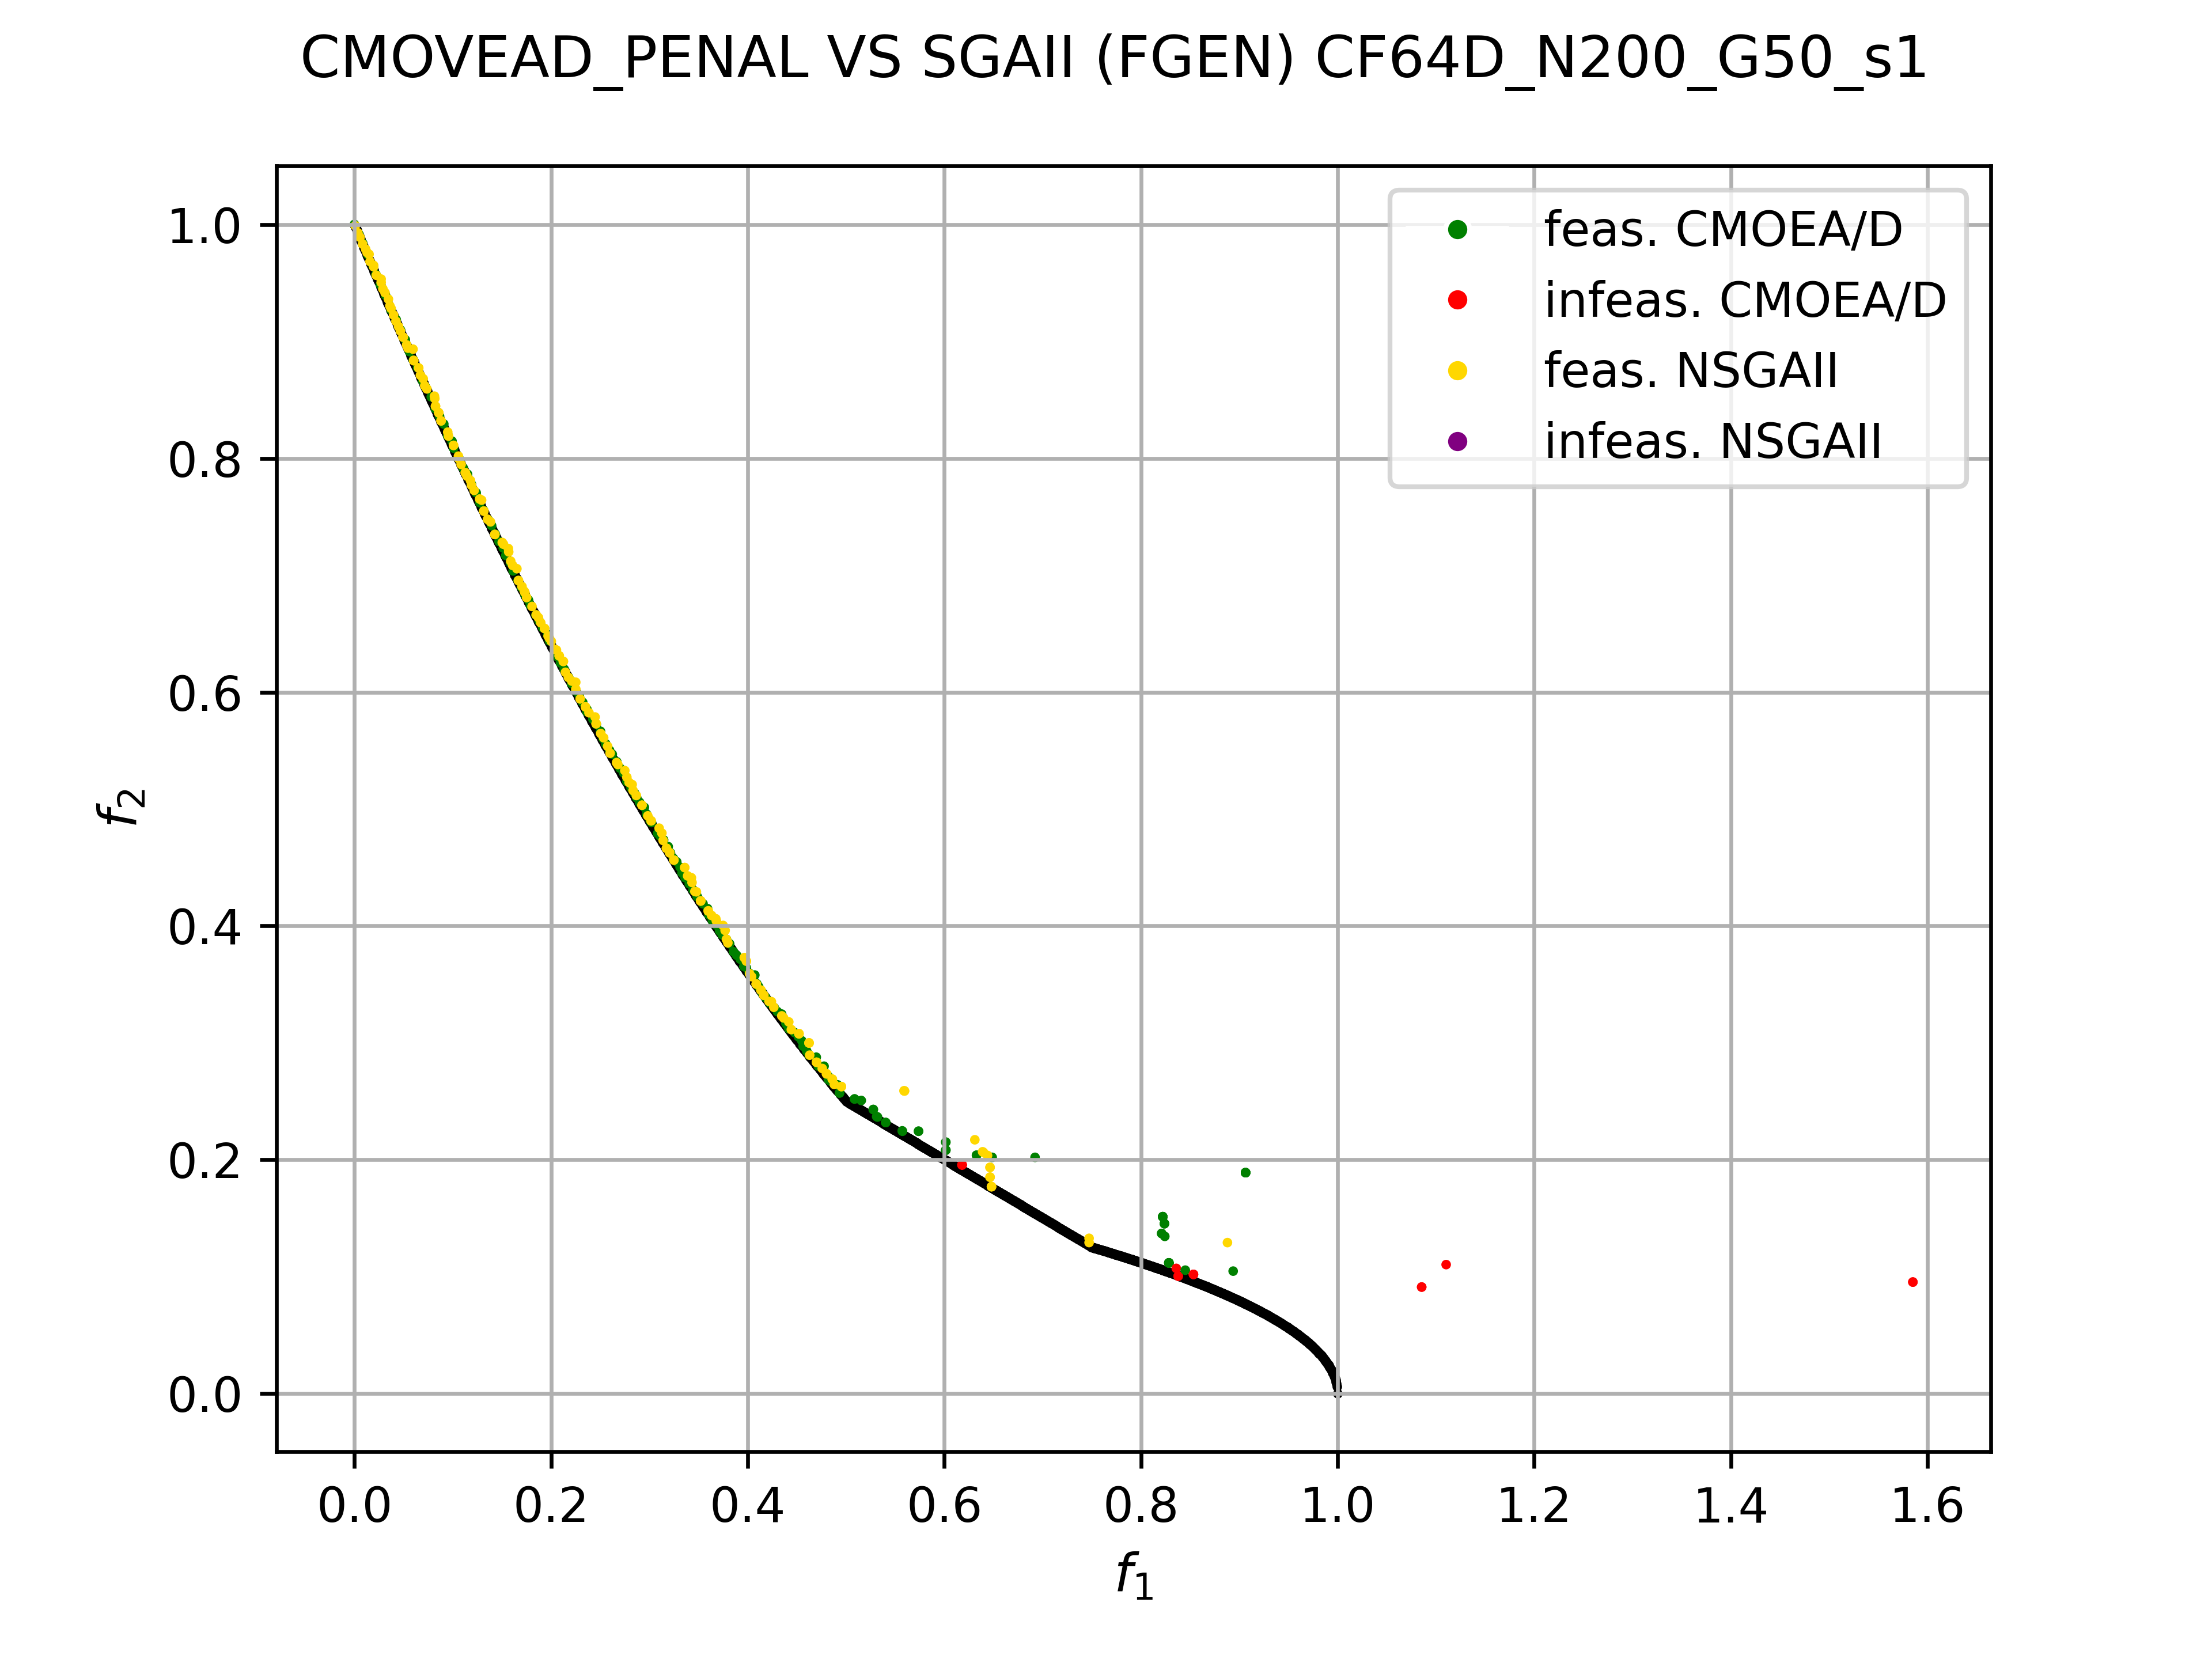 CMOVEAD_PENAL VS SGAII (FGEN) CF64D_N200_G50_s1
feas. CMOEA/D
infeas. CMOEA/D
feas. NSGAII
infeas. NSGAII
1.0
0.8
0.6
0.4
0.2
0.0
f2
0.0 0.2 0.4 0.6 0.8 1.0 1.2 1.4 1.6
f1